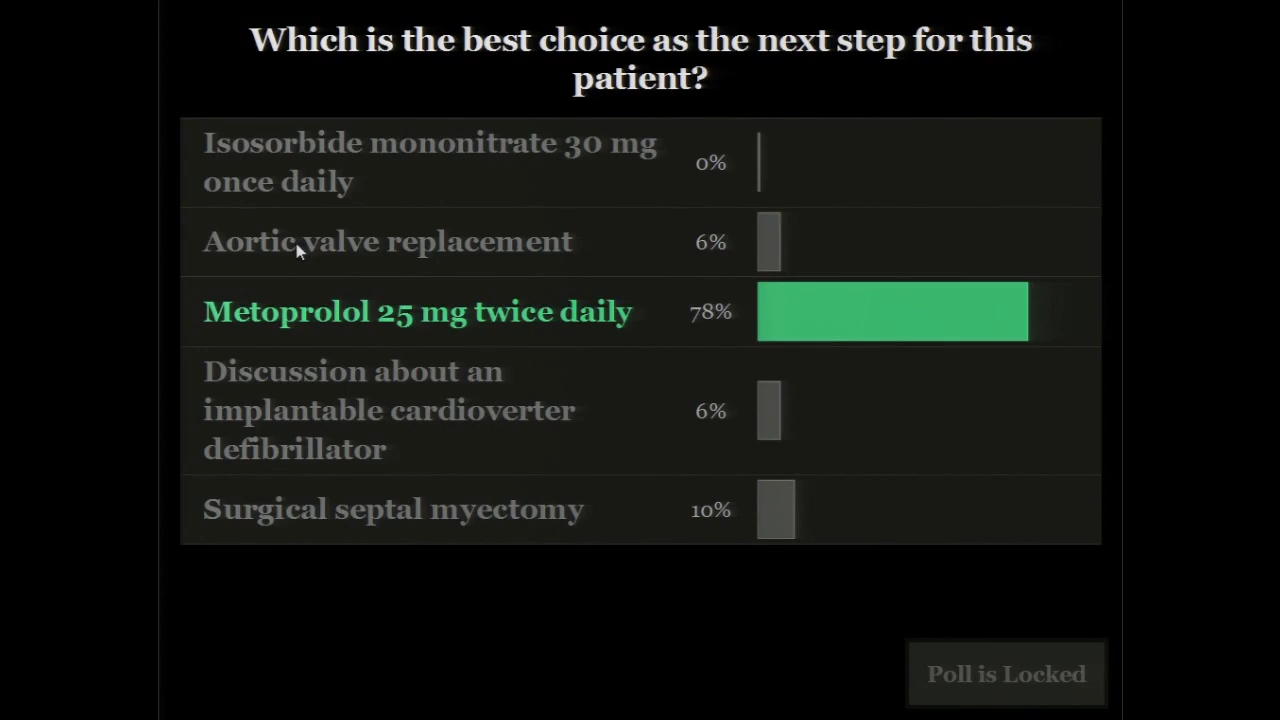 Which is the best choice as the next step for this
patient?
Isosorbide mononitrate 30 mg
once daily
0%
Aortic valve replacement
6%
Metoprolol 25 mg twice daily
78%
Discussion about an
implantable cardioverter
defibrillator
6%
Surgical septal myectomy
10%
Poll is Locked